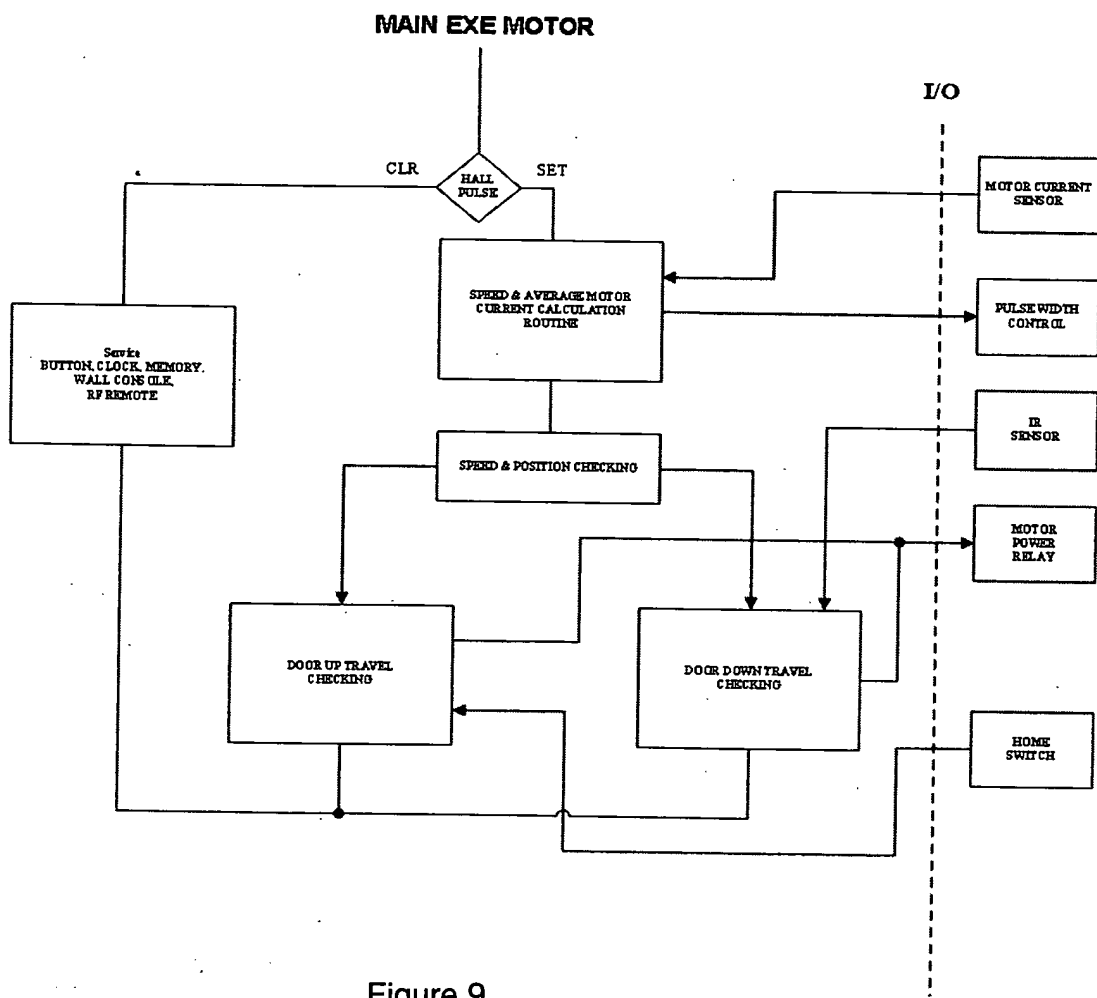 MAIN EXE MOTOR
I/O
CLR
SET
HALL
PULSE
MOTOR CURRENT
SENSOR
SPEED & AVERAGE MOTOR
CURRENT CALCULATION
ROUTINE
PULSE WIDTH
CONTROL
Service
BUTTON, CLOCK, MEMORY,
WALL CONSOLE,
RF REMOTE
IR
SENSOR
SPEED & POSITION CHECKING
MOTOR
POWER
RELAY
DOOR UP TRAVEL
CHECKING
DOOR DOWN TRAVEL
CHECKING
HOME
SWITCH
Figure 9